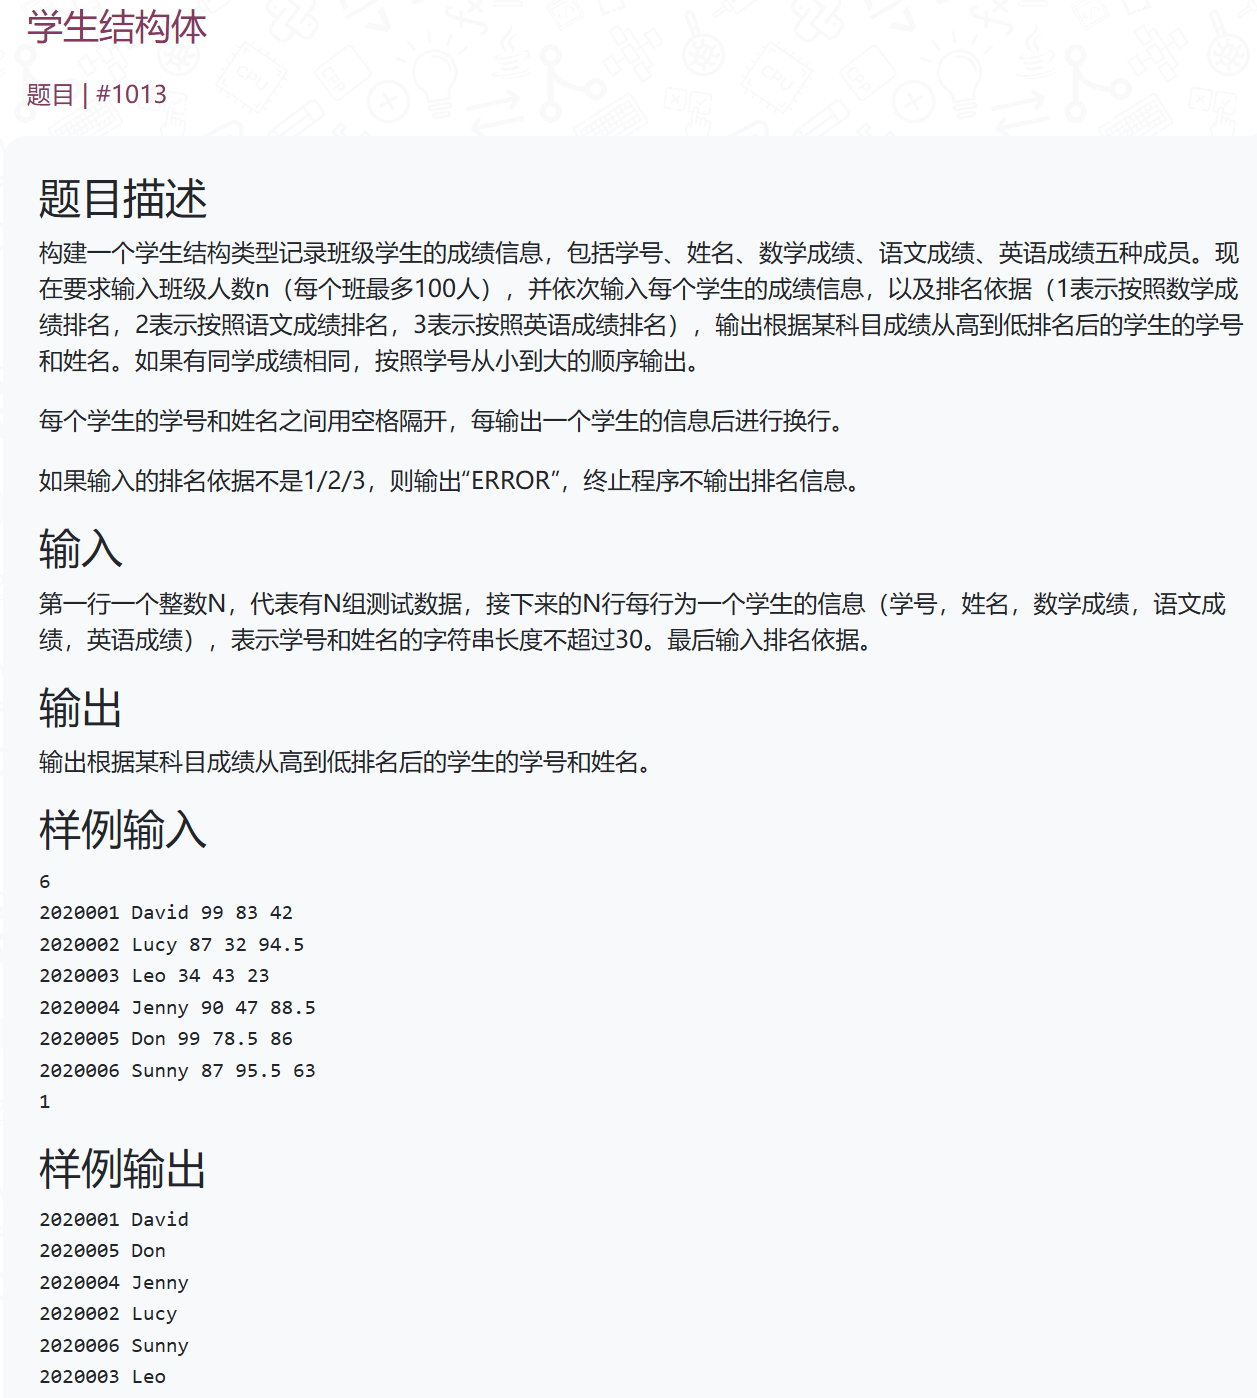 学生结构体
题目 | #1013
题目描述
构建一个学生结构类型记录班级学生的成绩信息，包括学号、姓名、数学成绩、语文成绩、英语成绩五种成员。现
在要求输入班级人数n（每个班最多100人），并依次输入每个学生的成绩信息，以及排名依据（1表示按照数学成
绩排名，2表示按照语文成绩排名，3表示按照英语成绩排名），输出根据某科目成绩从高到低排名后的学生的学号
和姓名。如果有同学成绩相同，按照学号从小到大的顺序输出。
每个学生的学号和姓名之间用空格隔开，每输出一个学生的信息后进行换行。
如果输入的排名依据不是1/2/3，则输出“ERROR”，终止程序不输出排名信息。
输入
第一行一个整数N，代表有N组测试数据，接下来的N行每行为一个学生的信息（学号，姓名，数学成绩，语文成
绩，英语成绩），表示学号和姓名的字符串长度不超过30。最后输入排名依据。
输出
输出根据某科目成绩从高到低排名后的学生的学号和姓名。
样例输入
6
2020001 David 99 83 42
2020002 Lucy 87 32 94.5
2020003 Leo 34 43 23
2020004 Jenny 90 47 88.5
2020005 Don 99 78.5 86
2020006 Sunny 87 95.5 63
1
样例输出
2020001 David
2020005 Don
2020004 Jenny
2020002 Lucy
2020006 Sunny
2020003 Leo